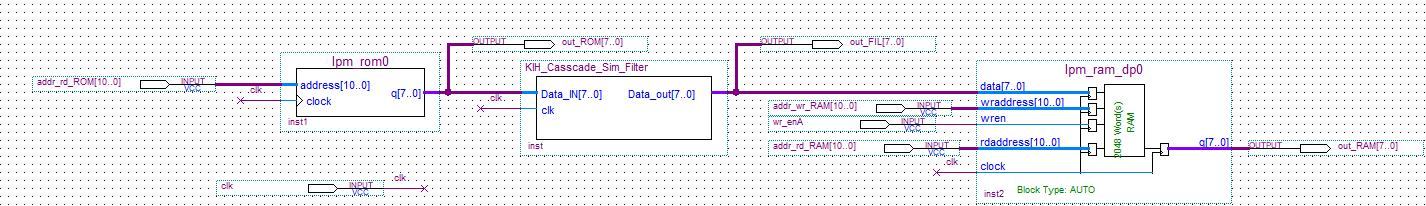 addr_rd_ROM[10..0]
INPUT
VCC
clk
lpm_rom0
address[10..0]
clock
q[7..0]
inst1
OUTPUT
out_ROM[7..0]
KIH_Casscade_Sim_Filter
Data_IN[7..0]
Data_out[7..0]
clk
clk
inst
OUTPUT
out_FIL[7..0]
addr_wr_RAM[10..0]
INPUT
VCC
wr_enA
INPUT
VCC
addr_rd_RAM[10..0]
INPUT
VCC
clk
lpm_ram_dp0
data[7..0]
wraddress[10..0]
wren
rdaddress[10..0]
clock
2048 Word(s)
RAM
q[7..0]
inst2
Block Type: AUTO
OUTPUT
out_RAM[7..0]
clk
INPUT
VCC
clk